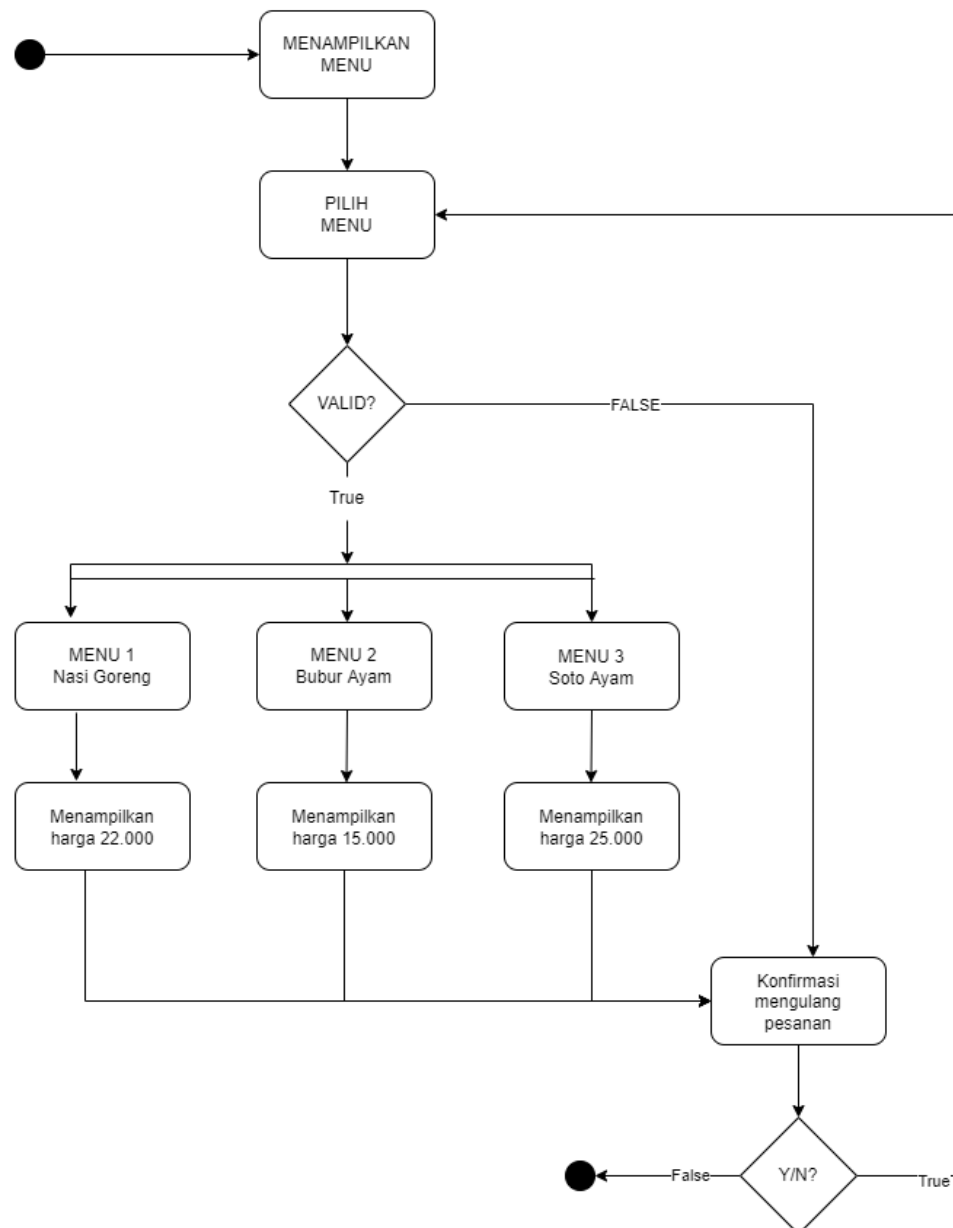 MENAMPILKAN
MENU
PILIH
MENU
VALID?
FALSE
True
MENU 1
Nasi Goreng
MENU 2
Bubur Ayam
MENU 3
Soto Ayam
Menampilkan
harga 22.000
Menampilkan
harga 15.000
Menampilkan
harga 25.000
Konfirmasi
mengulang
pesanan
False
Y/N?
True